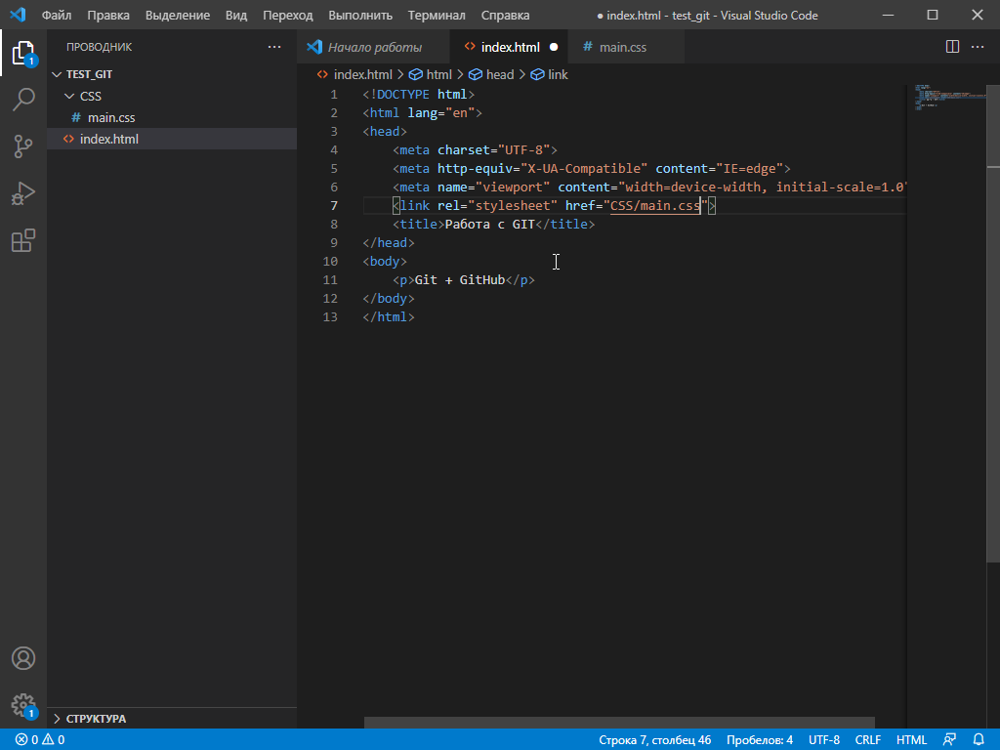 Файл Правка Выделение Вид Переход Выполнить Терминал Справка ● index.html - test_git - Visual Studio Code
ПРОВОДНИК ···
Начало работы index.html ● # main.css ···
1
TEST_GIT
CSS
# main.css
index.html
index.html > html > head > link
1 <!DOCTYPE html>
2 <html lang="en">
3 <head>
4 <meta charset="UTF-8">
5 <meta http-equiv="X-UA-Compatible" content="IE=edge">
6 <meta name="viewport" content="width=device-width, initial-scale=1.0"
7 <link rel="stylesheet" href="CSS/main.css">
8 <title>Работа с GIT</title>
9 </head>
10 <body>
11 <p>Git + GitHub</p>
12 </body>
13 </html>
1
СТРУКТУРА
0 0 Строка 7, столбец 46 Пробелов: 4 UTF-8 CRLF HTML